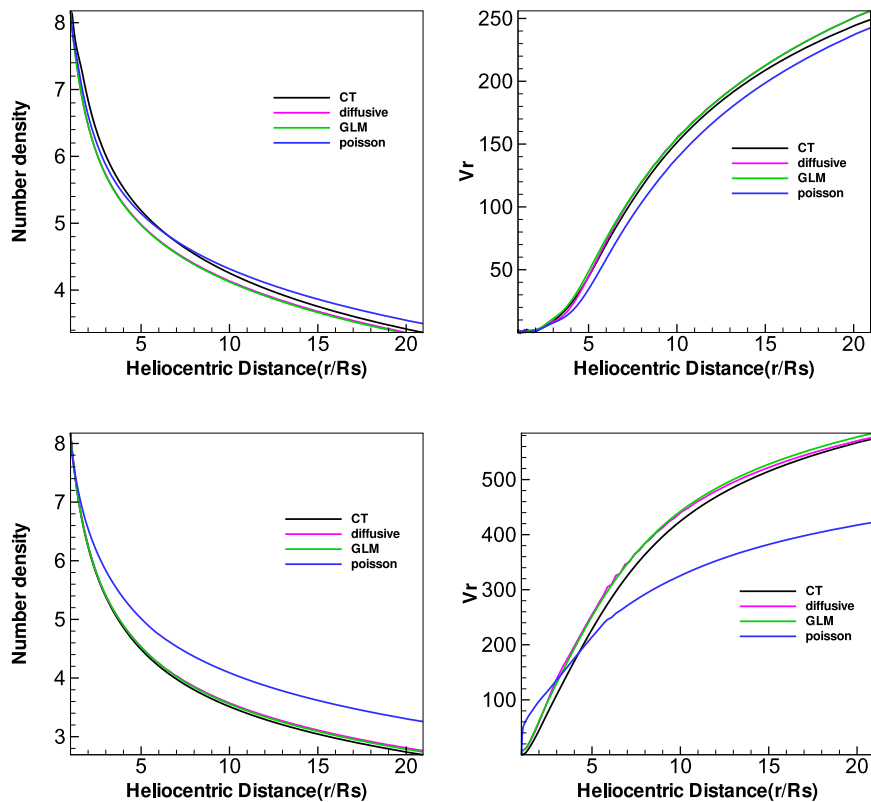 8
7
6
5
4
Number density
CT
diffusive
GLM
poisson
5
10
15
20
Heliocentric Distance(r/Rs)
250
200
150
100
50
Vr
CT
diffusive
GLM
poisson
5
10
15
20
Heliocentric Distance(r/Rs)
8
7
6
5
4
3
Number density
CT
diffusive
GLM
poisson
5
10
15
20
Heliocentric Distance(r/Rs)
500
400
300
200
100
Vr
CT
diffusive
GLM
poisson
5
10
15
20
Heliocentric Distance(r/Rs)